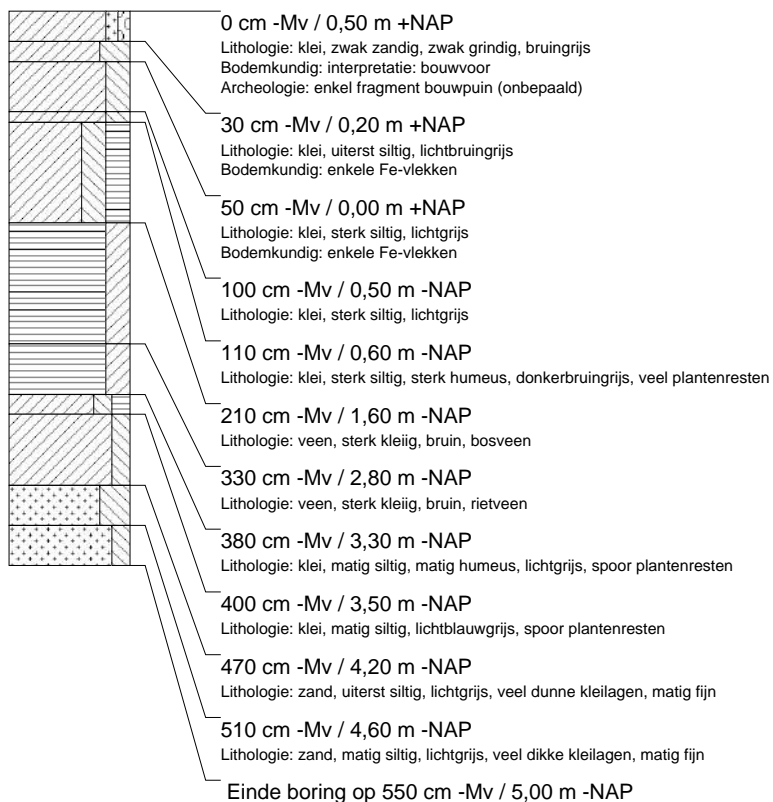 0 cm -Mv / 0,50 m +NAP
Lithologie: klei, zwak zandig, zwak grindig, bruingrijs
Bodemkundig: interpretatie: bouwvoor
Archeologie: enkel fragment bouwpuin (onbepaald)
30 cm -Mv / 0,20 m +NAP
Lithologie: klei, uiterst siltig, lichtbruingrijs
Bodemkundig: enkele Fe-vlekken
50 cm -Mv / 0,00 m +NAP
Lithologie: klei, sterk siltig, lichtgrijs
Bodemkundig: enkele Fe-vlekken
100 cm -Mv / 0,50 m -NAP
Lithologie: klei, sterk siltig, lichtgrijs
110 cm -Mv / 0,60 m -NAP
Lithologie: klei, sterk siltig, sterk humeus, donkerbruingrijs, veel plantenresten
210 cm -Mv / 1,60 m -NAP
Lithologie: veen, sterk kleiig, bruin, bosveen
330 cm -Mv / 2,80 m -NAP
Lithologie: veen, sterk kleiig, bruin, rietveen
380 cm -Mv / 3,30 m -NAP
Lithologie: klei, matig siltig, matig humeus, lichtgrijs, spoor plantenresten
400 cm -Mv / 3,50 m -NAP
Lithologie: klei, matig siltig, lichtblauwgrijs, spoor plantenresten
470 cm -Mv / 4,20 m -NAP
Lithologie: zand, uiterst siltig, lichtgrijs, veel dunne kleilagen, matig fijn
510 cm -Mv / 4,60 m -NAP
Lithologie: zand, matig siltig, lichtgrijs, veel dikke kleilagen, matig fijn
Einde boring op 550 cm -Mv / 5,00 m -NAP